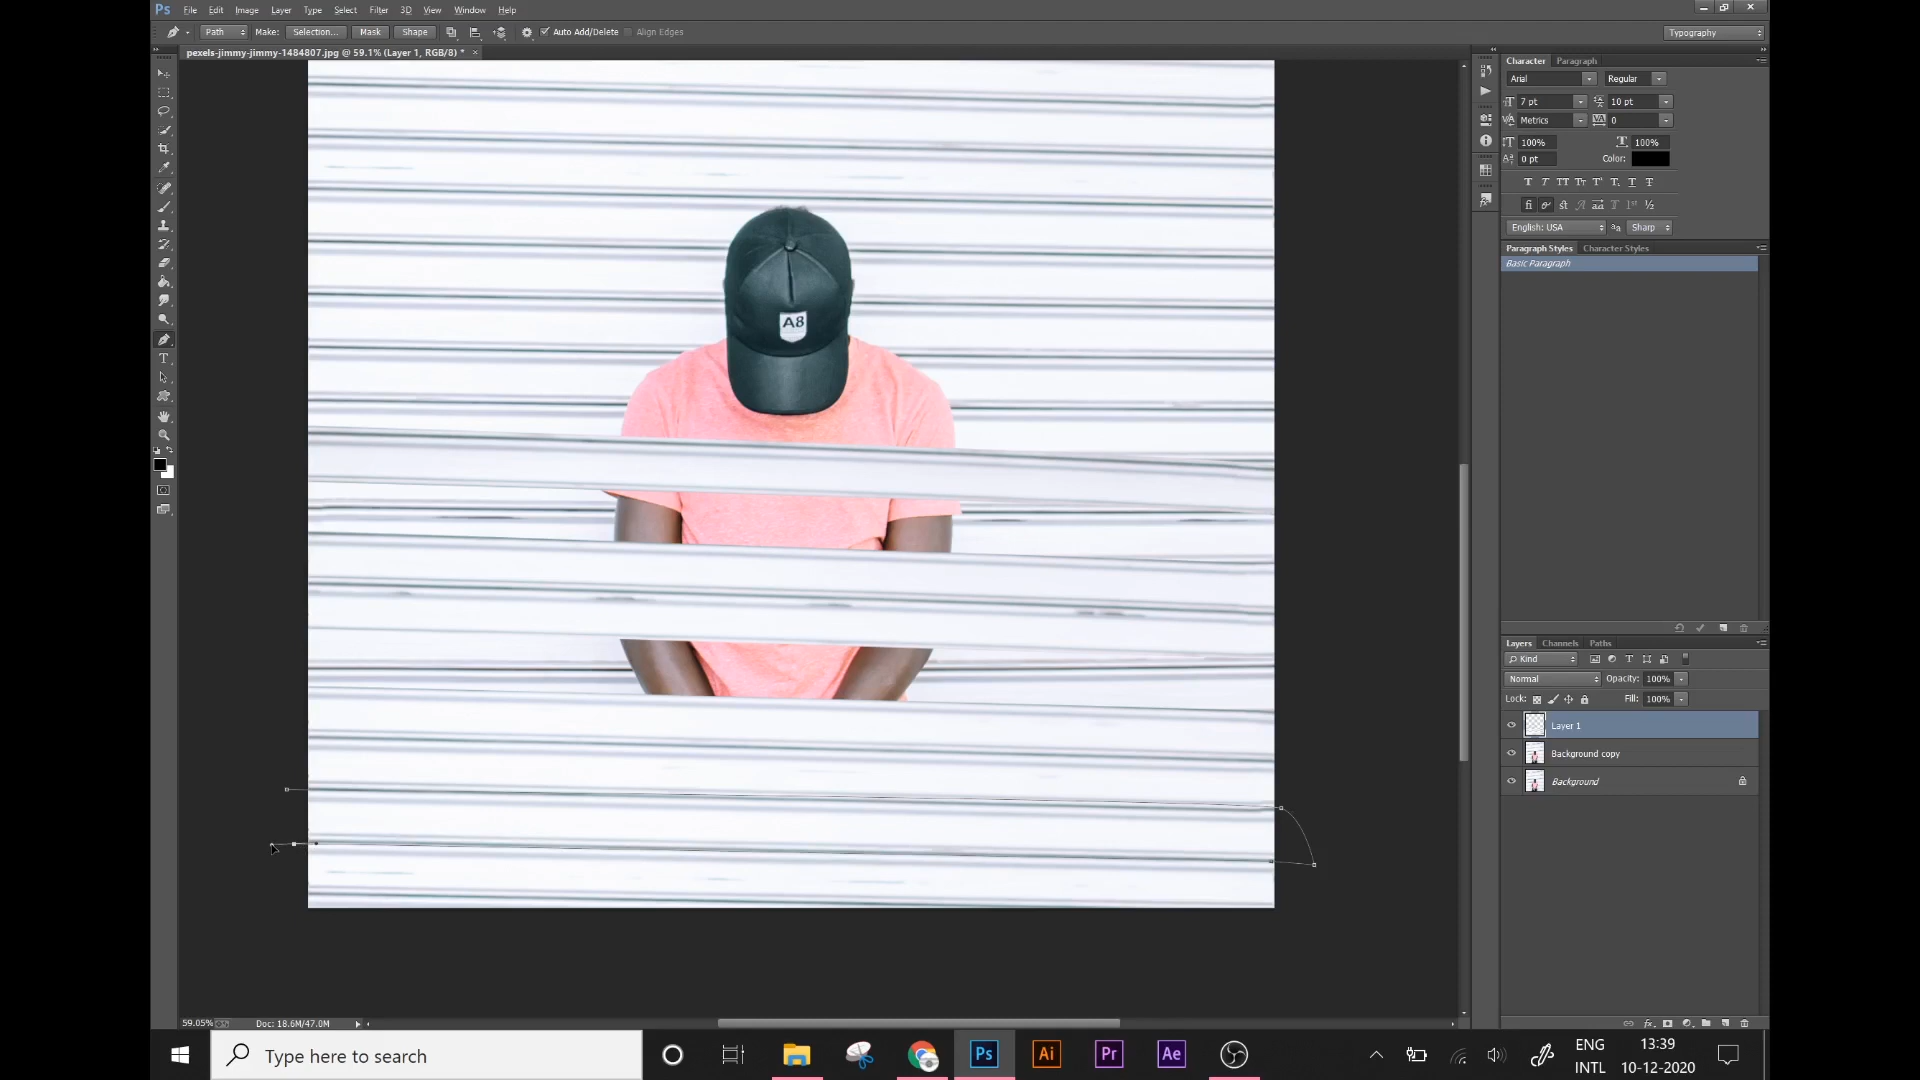 Ps File Edit Image Layer Type Select Filter 3D View Window Help
Path Make: Selection... Mask Shape Auto Add/Delete Align Edges Typography
pexels-jimmy-jimmy-1484807.jpg @ 59.1% (Layer 1, RGB/8) * ×
Character Paragraph
Arial Regular
7 pt 10 pt
Metrics 0
100% 100%
0 pt Color:
English: USA Sharp
Paragraph Styles Character Styles
Basic Paragraph
A8
Layers Channels Paths
Kind
Normal Opacity: 100%
Lock: Fill: 100%
Layer 1
Background copy
Background
59.05% Doc: 18.6M/47.0M
Type here to search
Ps Ai Pr Ae
ENG 13:39
INTL 10-12-2020